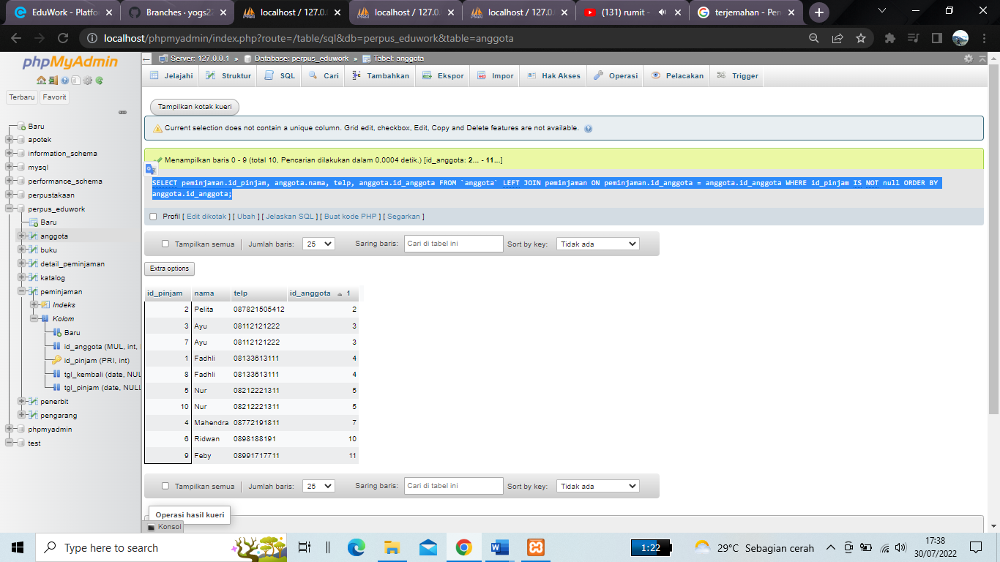 EduWork - Platfo
Branches · yogs22
localhost / 127.0.
localhost / 127.0.
localhost / 127.0.
(131) rumit -
terjemahan - Pen
localhost/phpmyadmin/index.php?route=/table/sql&db=perpus_eduwork&table=anggota
phpMyAdmin
Terbaru
Favorit
Baru
apotek
information_schema
mysql
performance_schema
perpustakaan
perpus_eduwork
Baru
anggota
buku
detail_peminjaman
katalog
peminjaman
Indeks
Kolom
Baru
id_anggota (MUL, int,
id_pinjam (PRI, int)
tgl_kembali (date, NUL
tgl_pinjam (date, NULL
penerbit
pengarang
phpmyadmin
test
Server: 127.0.0.1 » Database: perpus_eduwork » Tabel: anggota
Jelajahi Struktur SQL Cari Tambahkan Ekspor Impor Hak Akses Operasi Pelacakan Trigger
Tampilkan kotak kueri
Current selection does not contain a unique column. Grid edit, checkbox, Edit, Copy and Delete features are not available.
Menampilkan baris 0 - 9 (total 10, Pencarian dilakukan dalam 0,0004 detik.) [id_anggota: 2... - 11...]
SELECT peminjaman.id_pinjam, anggota.nama, telp, anggota.id_anggota FROM `anggota` LEFT JOIN peminjaman ON peminjaman.id_anggota = anggota.id_anggota WHERE id_pinjam IS NOT null ORDER BY
anggota.id_anggota;
Profil [ Edit dikotak ] [ Ubah ] [ Jelaskan SQL ] [ Buat kode PHP ] [ Segarkan ]
Tampilkan semua | Jumlah baris: 25 Saring baris: Cari di tabel ini Sort by key: Tidak ada
Extra options
id_pinjam nama telp id_anggota 1
2 Pelita 087821505412 2
3 Ayu 08112121222 3
7 Ayu 08112121222 3
1 Fadhli 08133613111 4
8 Fadhli 08133613111 4
5 Nur 08212221311 5
10 Nur 08212221311 5
4 Mahendra 08772191811 7
6 Ridwan 0898188191 10
9 Feby 08991717711 11
Tampilkan semua | Jumlah baris: 25 Saring baris: Cari di tabel ini Sort by key: Tidak ada
Operasi hasil kueri
Konsol
Type here to search
1:22
29°C Sebagian cerah
17:38
30/07/2022